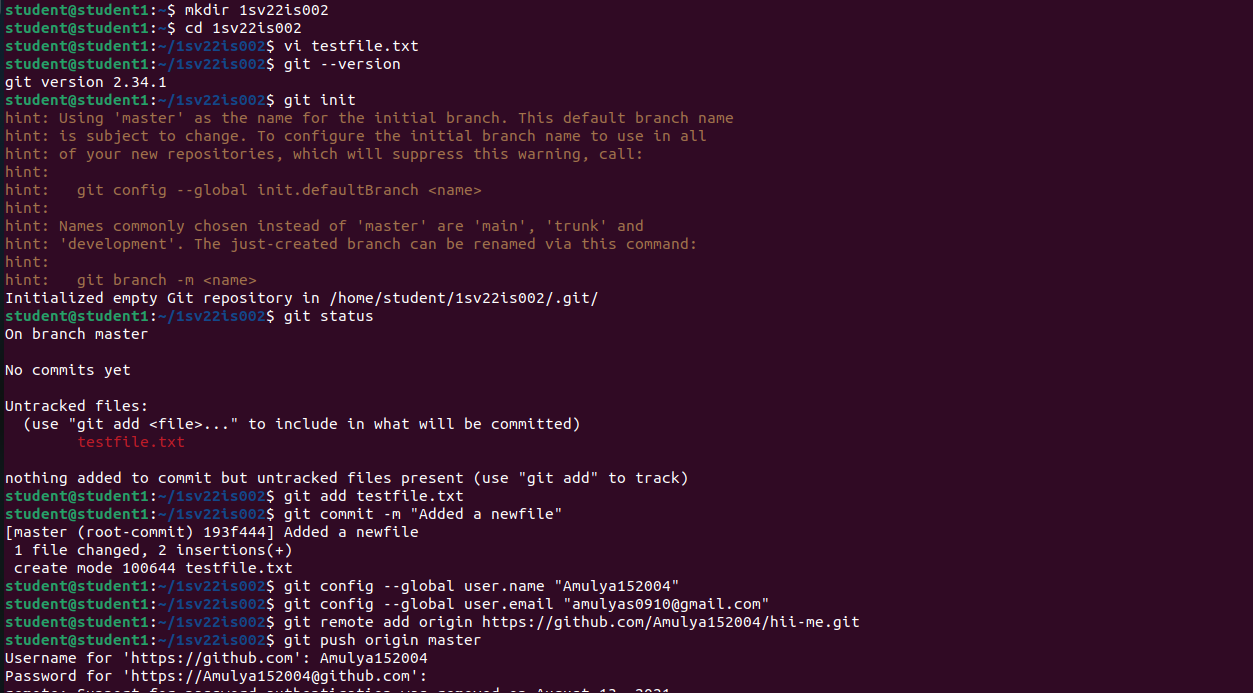 student@student1:~$ mkdir 1sv22is002
student@student1:~$ cd 1sv22is002
student@student1:~/1sv22is002$ vi testfile.txt
student@student1:~/1sv22is002$ git --version
git version 2.34.1
student@student1:~/1sv22is002$ git init
hint: Using 'master' as the name for the initial branch. This default branch name
hint: is subject to change. To configure the initial branch name to use in all
hint: of your new repositories, which will suppress this warning, call:
hint:
hint:   git config --global init.defaultBranch <name>
hint:
hint: Names commonly chosen instead of 'master' are 'main', 'trunk' and
hint: 'development'. The just-created branch can be renamed via this command:
hint:
hint:   git branch -m <name>
Initialized empty Git repository in /home/student/1sv22is002/.git/
student@student1:~/1sv22is002$ git status
On branch master

No commits yet

Untracked files:
  (use "git add <file>..." to include in what will be committed)
        testfile.txt

nothing added to commit but untracked files present (use "git add" to track)
student@student1:~/1sv22is002$ git add testfile.txt
student@student1:~/1sv22is002$ git commit -m "Added a newfile"
[master (root-commit) 193f444] Added a newfile
 1 file changed, 2 insertions(+)
 create mode 100644 testfile.txt
student@student1:~/1sv22is002$ git config --global user.name "Amulya152004"
student@student1:~/1sv22is002$ git config --global user.email "amulyas0910@gmail.com"
student@student1:~/1sv22is002$ git remote add origin https://github.com/Amulya152004/hii-me.git
student@student1:~/1sv22is002$ git push origin master
Username for 'https://github.com': Amulya152004
Password for 'https://Amulya152004@github.com':
remote: Support for password authentication was removed on August 13, 2021.